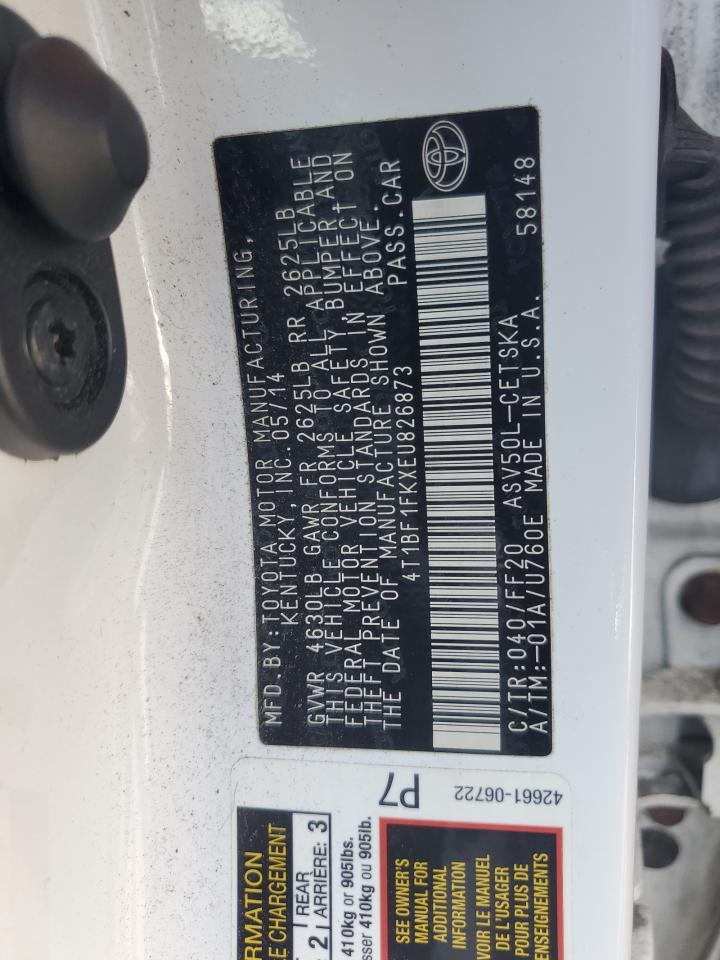 MFD.BY:TOYOTA MOTOR MANUFACTURING,
KENTUCKY, INC. 05/14
GVWR 4630LB GAWR FR 2625LB RR 2625LB
THIS VEHICLE CONFORMS TO ALL APPLICABLE
FEDERAL MOTOR VEHICLE SAFETY, BUMPER AND
THEFT PREVENTION STANDARDS IN EFFECT ON
THE DATE OF MANUFACTURE SHOWN ABOVE.
4T1BF1FKXEU826873 PASS.CAR
C/TR:040/FF20 ASV50L-CETSKA
A/TM:-01A/U760E MADE IN U.S.A. 58148
P7
42661-06722
REAR
2 ARRIÈRE: 3
410kg or 905lbs.
410kg ou 905lb.
SEE OWNER'S
MANUAL FOR
ADDITIONAL
INFORMATION
VOIR LE MANUEL
DE L'USAGER
POUR PLUS DE